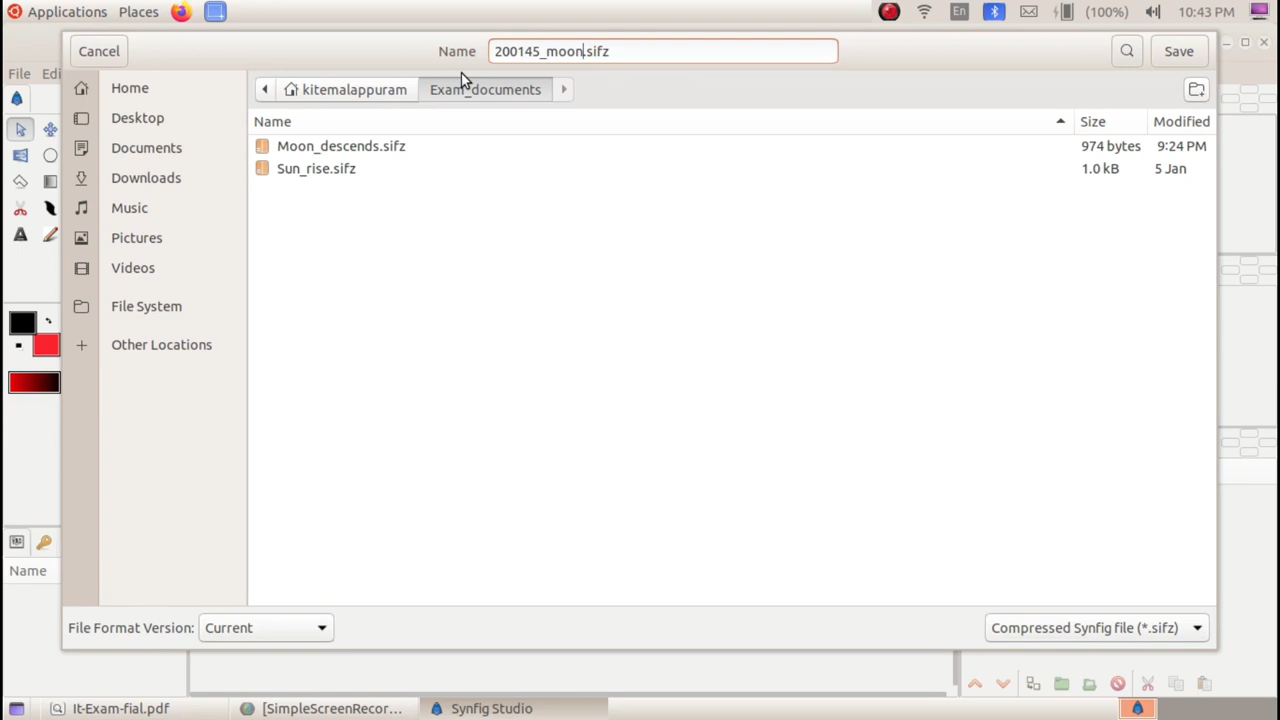 Applications Places En (100%) 10:43 PM
Cancel Name 200145_moon.sifz Save
File Edi
kitemalappuram Exam_documents
Home
Desktop
Documents
Downloads
Music
Pictures
Videos
File System
Other Locations
Name Size Modified
Moon_descends.sifz 974 bytes 9:24 PM
Sun_rise.sifz 1.0 kB 5 Jan
Name
File Format Version: Current Compressed Synfig file (*.sifz)
It-Exam-fial.pdf [SimpleScreenRecor... Synfig Studio